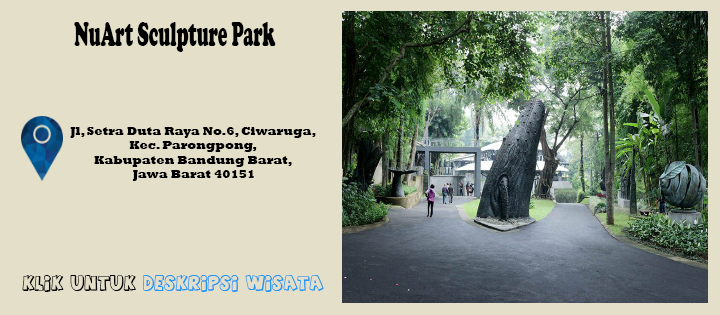 NuArt Sculpture Park
Jl, Setra Duta Raya No.6, Ciwaruga,
Kec. Parongpong,
Kabupaten Bandung Barat,
Jawa Barat 40151
KLIK UNTUK DESKRIPSI WISATA